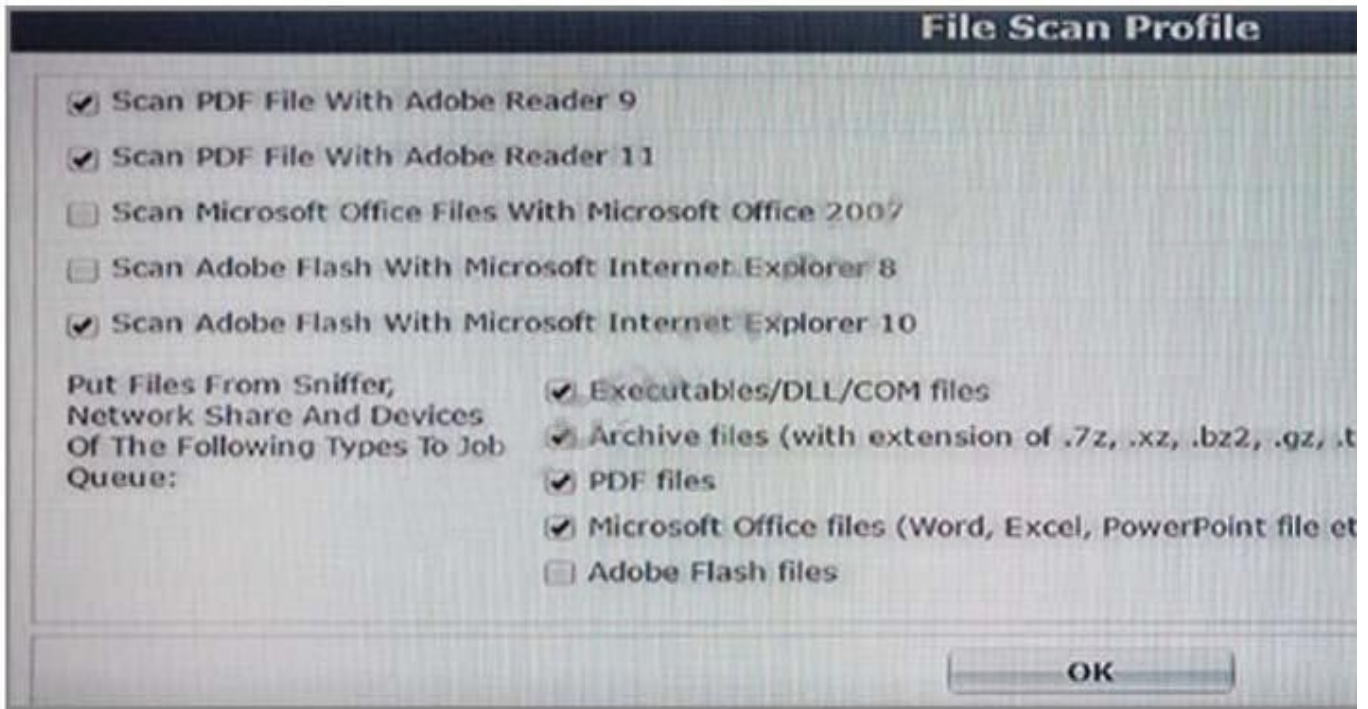 File Scan Profile
Scan PDF File With Adobe Reader 9
Scan PDF File With Adobe Reader 11
Scan Microsoft Office Files With Microsoft Office 2007
Scan Adobe Flash With Microsoft Internet Explorer 8
Scan Adobe Flash With Microsoft Internet Explorer 10
Put Files From Sniffer,
Network Share And Devices
Of The Following Types To Job
Queue:
Executables/DLL/COM files
Archive files (with extension of .7z, .xz, .bz2, .gz, .t
PDF files
Microsoft Office files (Word, Excel, PowerPoint file et
Adobe Flash files
OK